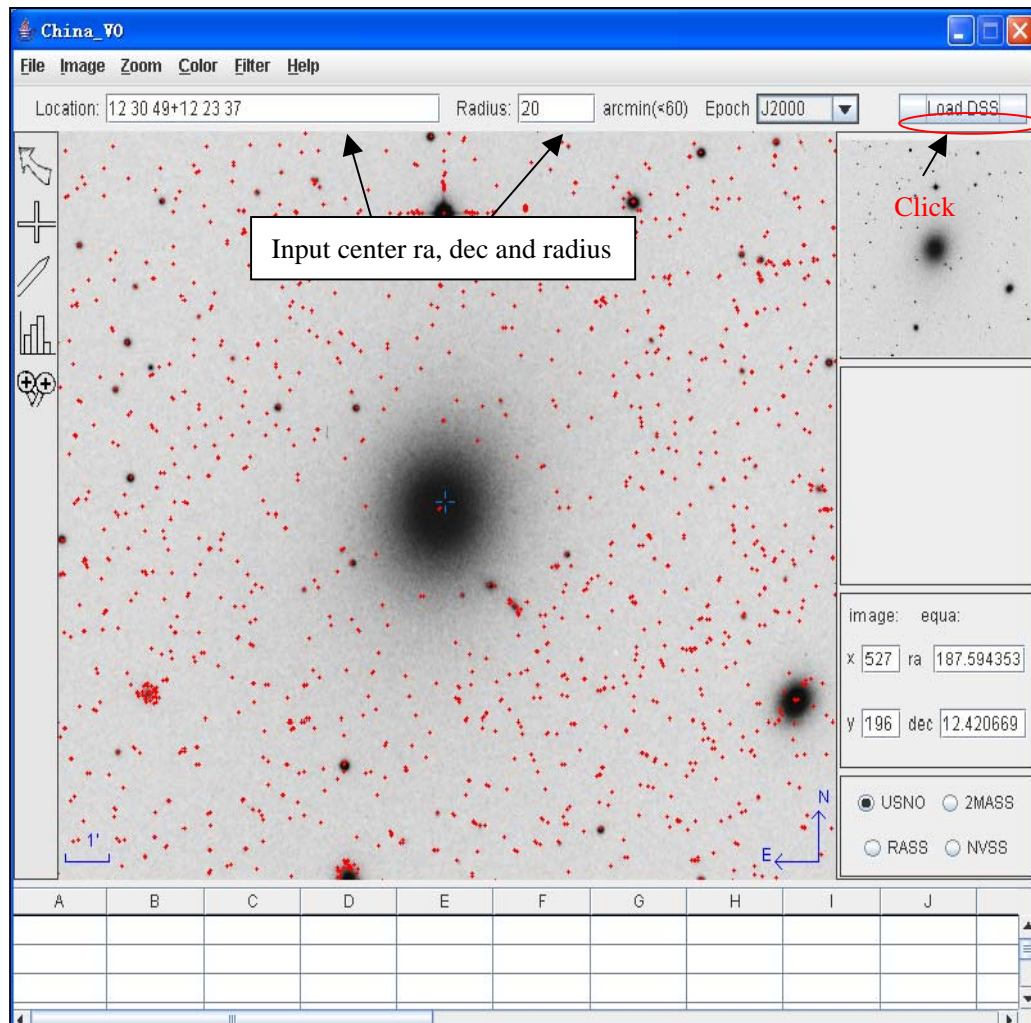 China_VO
File Image Zoom Color Filter Help
Location: 12 30 49+12 23 37 Radius: 20 arcmin(<60) Epoch J2000 Load DSS
Click
Input center ra, dec and radius
image: equa:
x 527 ra 187.594353
y 196 dec 12.420669
N
E
1'
USNO 2MASS
RASS NVSS
A B C D E F G H I J